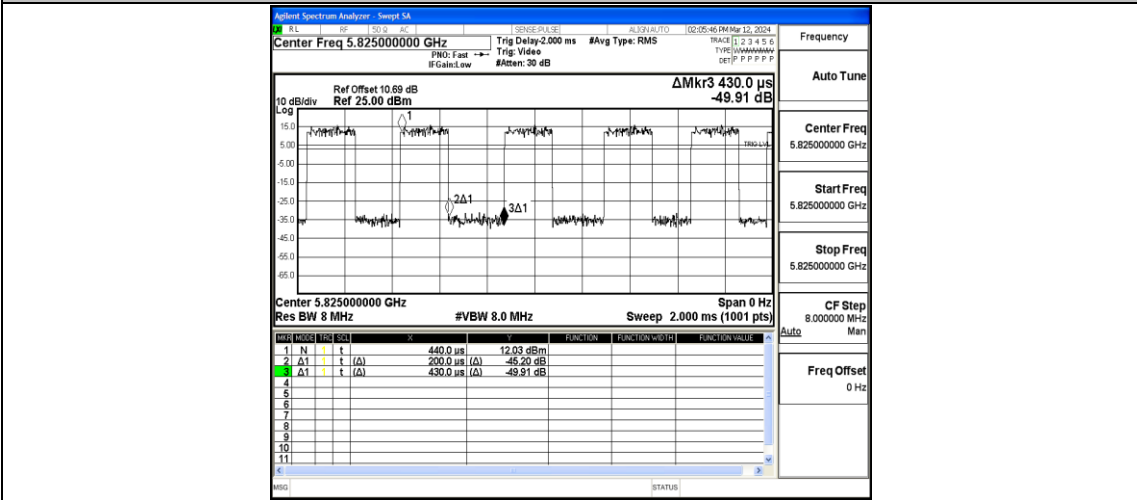 Agilent Spectrum Analyzer - Swept SA
RL RF 50 Ω AC SENSE:PULSE ALIGN AUTO 02:05:46 PM Mar 12, 2024
Center Freq 5.825000000 GHz
PNO: Fast
IFGain:Low
Trig Delay-2.000 ms
Trig: Video
#Atten: 30 dB
#Avg Type: RMS
TRACE 1 2 3 4 5 6
TYPE
DET P P P P P P
Frequency
Auto Tune
ΔMkr3 430.0 µs
-49.91 dB
Ref Offset 10.69 dB
10 dB/div Ref 25.00 dBm
Log
1
15.0
5.00
TRIG LVL
-5.00
-15.0
-25.0
2Δ1
3Δ1
-35.0
-45.0
-55.0
-65.0
Center 5.825000000 GHz Span 0 Hz
Res BW 8 MHz #VBW 8.0 MHz Sweep 2.000 ms (1001 pts)
Center Freq
5.825000000 GHz
Start Freq
5.825000000 GHz
Stop Freq
5.825000000 GHz
CF Step
8.000000 MHz
Auto Man
Freq Offset
0 Hz
MKR MODE TRC SCL X Y FUNCTION FUNCTION WIDTH FUNCTION VALUE
1 N 1 t 440.0 µs 12.03 dBm
2 Δ1 1 t (Δ) 200.0 µs (Δ) -45.20 dB
3 Δ1 1 t (Δ) 430.0 µs (Δ) -49.91 dB
4
5
6
7
8
9
10
11
MSG STATUS